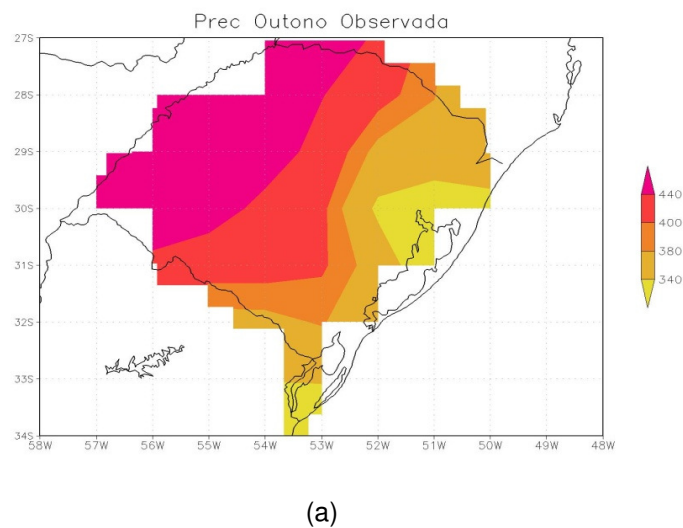 Prec Outono Observada
27S
28S
29S
30S
31S
32S
33S
34S
58W 57W 56W 55W 54W 53W 52W 51W 50W 49W 48W
440
400
380
340
(a)